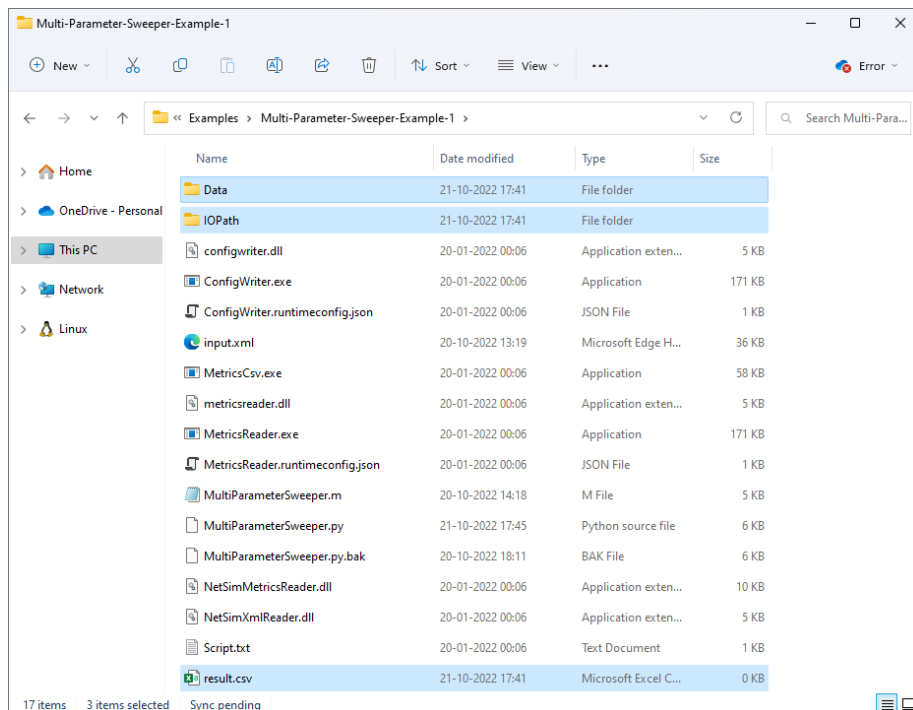 Multi-Parameter-Sweeper-Example-1
New Sort View ... Error
« Examples > Multi-Parameter-Sweeper-Example-1 > Search Multi-Para...
Name Date modified Type Size
Home
OneDrive - Personal
This PC
Network
Linux
Data 21-10-2022 17:41 File folder
IOPath 21-10-2022 17:41 File folder
configwriter.dll 20-01-2022 00:06 Application exten... 5 KB
ConfigWriter.exe 20-01-2022 00:06 Application 171 KB
ConfigWriter.runtimeconfig.json 20-01-2022 00:06 JSON File 1 KB
input.xml 20-10-2022 13:19 Microsoft Edge H... 36 KB
MetricsCsv.exe 20-01-2022 00:06 Application 58 KB
metricsreader.dll 20-01-2022 00:06 Application exten... 5 KB
MetricsReader.exe 20-01-2022 00:06 Application 171 KB
MetricsReader.runtimeconfig.json 20-01-2022 00:06 JSON File 1 KB
MultiParameterSweeper.m 20-10-2022 14:18 M File 5 KB
MultiParameterSweeper.py 21-10-2022 17:45 Python source file 6 KB
MultiParameterSweeper.py.bak 20-10-2022 18:11 BAK File 6 KB
NetSimMetricsReader.dll 20-01-2022 00:06 Application exten... 10 KB
NetSimXmlReader.dll 20-01-2022 00:06 Application exten... 5 KB
Script.txt 20-01-2022 00:06 Text Document 1 KB
result.csv 21-10-2022 17:41 Microsoft Excel C... 0 KB
17 items 3 items selected Sync pending